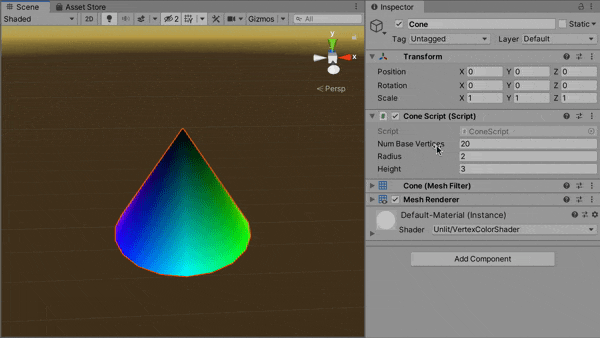 Scene Asset Store
Shaded 2D 2 Gizmos All
y
x
Persp
Inspector
Cone Static
Tag Untagged Layer Default
Transform
Position X 0 Y 0 Z 0
Rotation X 0 Y 0 Z 0
Scale X 1 Y 1 Z 1
Cone Script (Script)
Script ConeScript
Num Base Vertices 20
Radius 2
Height 3
Cone (Mesh Filter)
Mesh Renderer
Default-Material (Instance)
Shader Unlit/VertexColorShader
Add Component